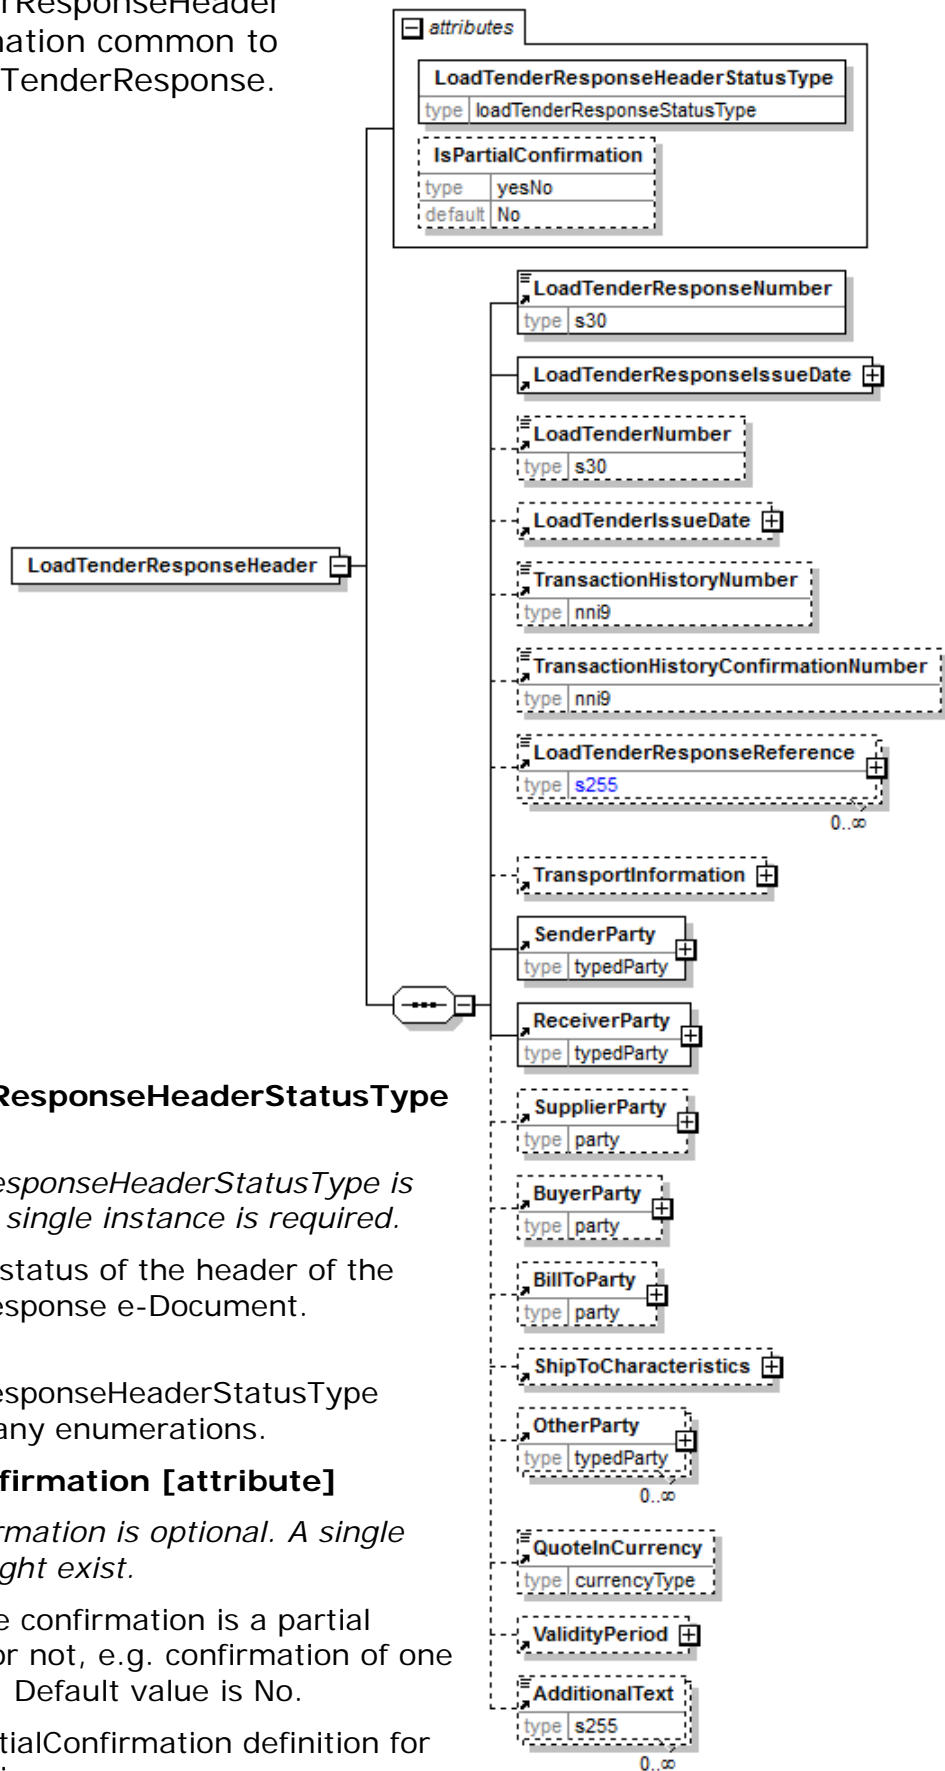 rResponseHeader
nation common to
TenderResponse.
attributes
LoadTenderResponseHeaderStatusType
type loadTenderResponseStatusType
IsPartialConfirmation
type yesNo
default No
LoadTenderResponseNumber
type s30
LoadTenderResponseIssueDate
LoadTenderNumber
type s30
LoadTenderIssueDate
LoadTenderResponseHeader
TransactionHistoryNumber
type nni9
TransactionHistoryConfirmationNumber
type nni9
LoadTenderResponseReference
type s255
0..∞
TransportInformation
SenderParty
type typedParty
ReceiverParty
type typedParty
SupplierParty
type party
BuyerParty
type party
BillToParty
type party
ShipToCharacteristics
OtherParty
type typedParty
0..∞
QuoteInCurrency
type currencyType
ValidityPeriod
AdditionalText
type s255
0..∞
ResponseHeaderStatusType
esponseHeaderStatusType is
single instance is required.
status of the header of the
esponse e-Document.
esponseHeaderStatusType
any enumerations.
nfirmation [attribute]
rmation is optional. A single
ght exist.
e confirmation is a partial
or not, e.g. confirmation of one
Default value is No.
tialConfirmation definition for